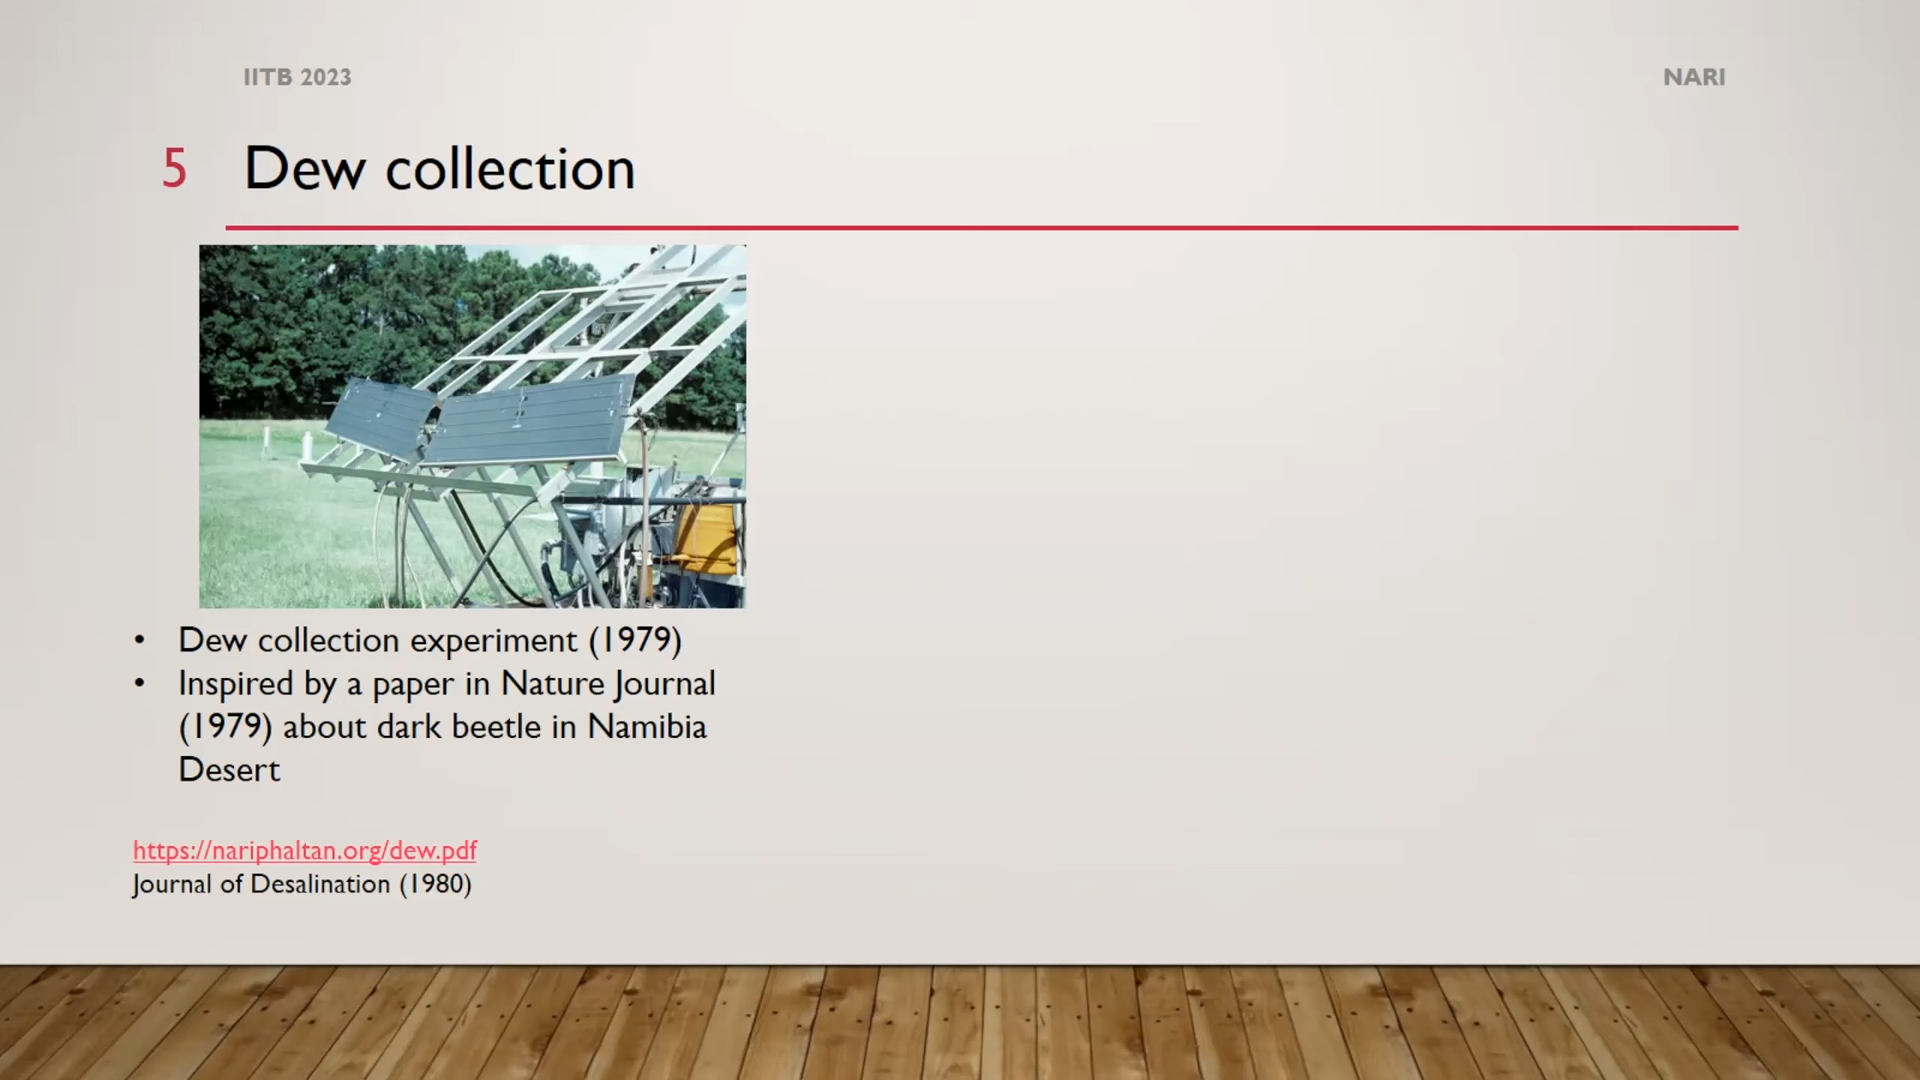 IITB 2023
NARI
5 Dew collection
• Dew collection experiment (1979)
• Inspired by a paper in Nature Journal
(1979) about dark beetle in Namibia
Desert
https://nariphaltan.org/dew.pdf
Journal of Desalination (1980)